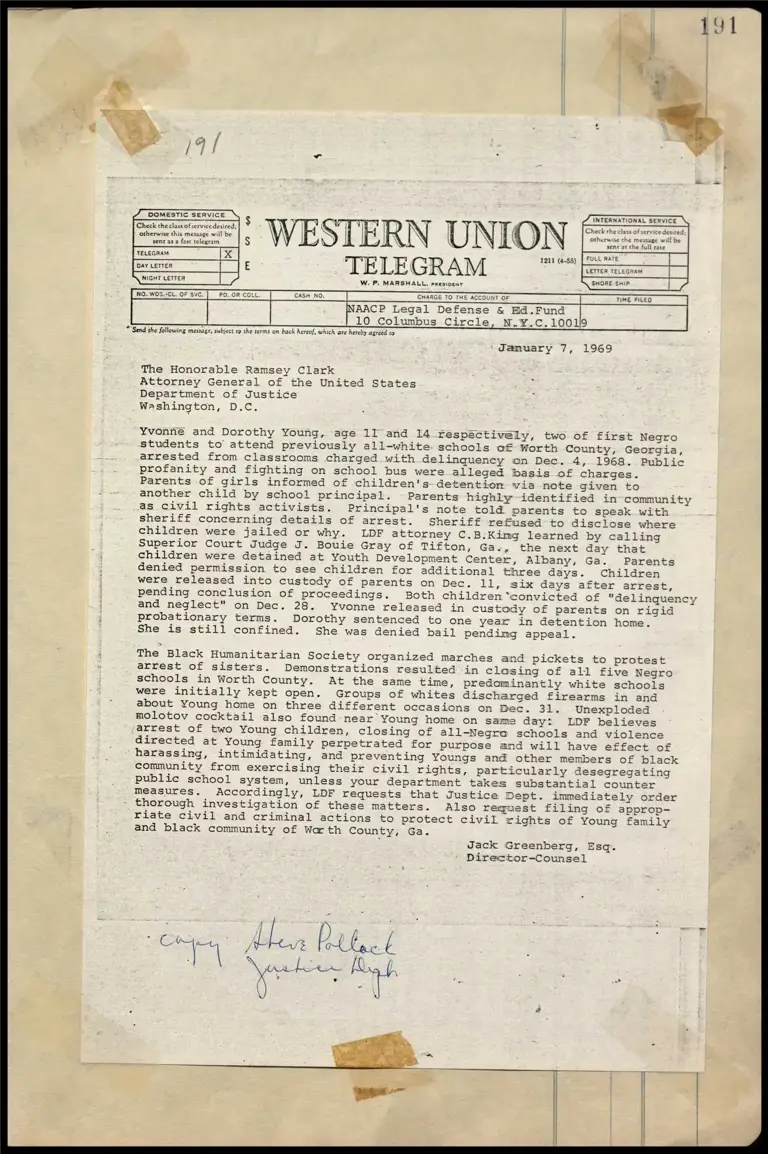 191
191
DOMESTIC SERVICE
Check the class of service desired;
otherwise this message will be
sent as a fast telegram
TELEGRAM X
DAY LETTER
NIGHT LETTER
$
S
E
WESTERN UNION
TELEGRAM
1211 (4-55)
W. P. MARSHALL, PRESIDENT
INTERNATIONAL SERVICE
Check the class of service desired;
otherwise the message will be
sent at the full rate
FULL RATE
LETTER TELEGRAM
SHORE-SHIP
NO. WDS.-CL. OF SVC. PD. OR COLL. CASH NO. CHARGE TO THE ACCOUNT OF TIME FILED
NAACP Legal Defense & Ed.Fund
10 Columbus Circle, N.Y.C.10019
Send the following message, subject to the terms on back hereof, which are hereby agreed to
January 7, 1969
The Honorable Ramsey Clark
Attorney General of the United States
Department of Justice
Washington, D.C.
Yvonne and Dorothy Young, age 11 and 14 respectively, two of first Negro
students to attend previously all-white schools of Worth County, Georgia,
arrested from classrooms charged with delinquency on Dec. 4, 1968. Public
profanity and fighting on school bus were alleged basis of charges.
Parents of girls informed of children's detention via note given to
another child by school principal. Parents highly identified in community
as civil rights activists. Principal's note told parents to speak with
sheriff concerning details of arrest. Sheriff refused to disclose where
children were jailed or why. LDF attorney C.B.King learned by calling
Superior Court Judge J. Bouie Gray of Tifton, Ga., the next day that
children were detained at Youth Development Center, Albany, Ga. Parents
denied permission to see children for additional three days. Children
were released into custody of parents on Dec. 11, six days after arrest,
pending conclusion of proceedings. Both children convicted of "delinquency
and neglect" on Dec. 28. Yvonne released in custody of parents on rigid
probationary terms. Dorothy sentenced to one year in detention home.
She is still confined. She was denied bail pending appeal.
The Black Humanitarian Society organized marches and pickets to protest
arrest of sisters. Demonstrations resulted in closing of all five Negro
schools in Worth County. At the same time, predominantly white schools
were initially kept open. Groups of whites discharged firearms in and
about Young home on three different occasions on Dec. 31. Unexploded
molotov cocktail also found near Young home on same day: LDF believes
arrest of two Young children, closing of all-Negro schools and violence
directed at Young family perpetrated for purpose and will have effect of
harassing, intimidating, and preventing Youngs and other members of black
community from exercising their civil rights, particularly desegregating
public school system, unless your department takes substantial counter
measures. Accordingly, LDF requests that Justice Dept. immediately order
thorough investigation of these matters. Also request filing of approp-
riate civil and criminal actions to protect civil rights of Young family
and black community of Worth County, Ga.
Jack Greenberg, Esq.
Director-Counsel
copy Steve Pollack
Justice